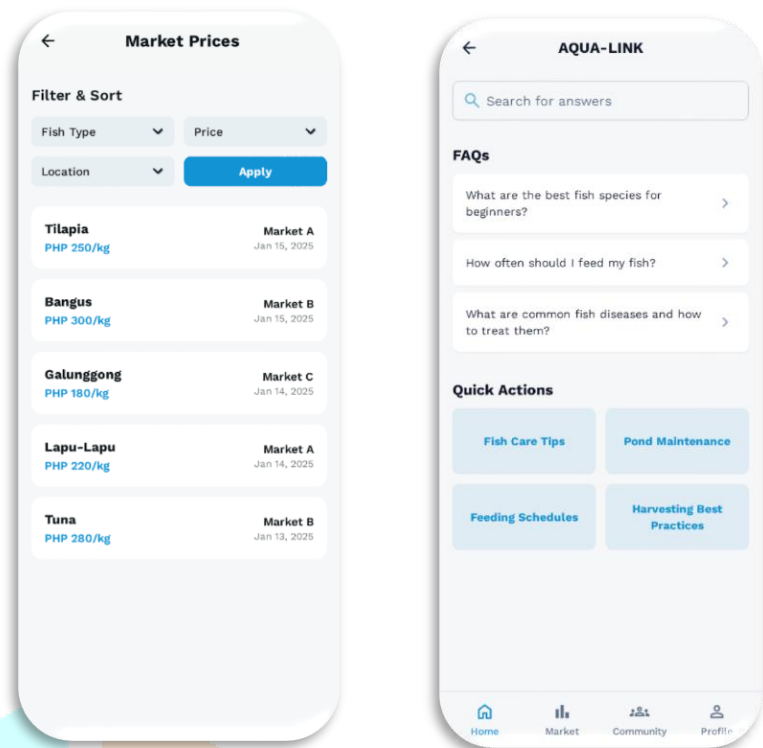 Market Prices
Filter & Sort
Fish Type
Price
Location
Apply
Tilapia
Market A
PHP 250/kg
Jan 15, 2025
Bangus
Market B
PHP 300/kg
Jan 15, 2025
Galunggong
Market C
PHP 180/kg
Jan 14, 2025
Lapu-Lapu
Market A
PHP 220/kg
Jan 14, 2025
Tuna
Market B
PHP 280/kg
Jan 13, 2025
AQUA-LINK
Search for answers
FAQs
What are the best fish species for
beginners?
How often should I feed my fish?
What are common fish diseases and how
to treat them?
Quick Actions
Fish Care Tips
Pond Maintenance
Feeding Schedules
Harvesting Best
Practices
Home
Market
Community
Profile